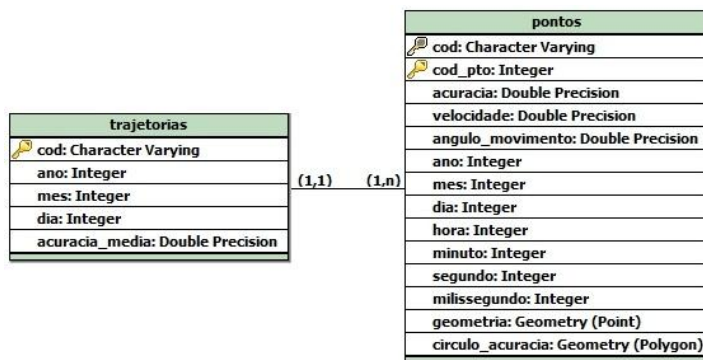 trajetorias
cod: Character Varying
ano: Integer
mes: Integer
dia: Integer
acuracia_media: Double Precision
(1,1)
(1,n)
pontos
cod: Character Varying
cod_pto: Integer
acuracia: Double Precision
velocidade: Double Precision
angulo_movimento: Double Precision
ano: Integer
mes: Integer
dia: Integer
hora: Integer
minuto: Integer
segundo: Integer
milissegundo: Integer
geometria: Geometry (Point)
circulo_acuracia: Geometry (Polygon)